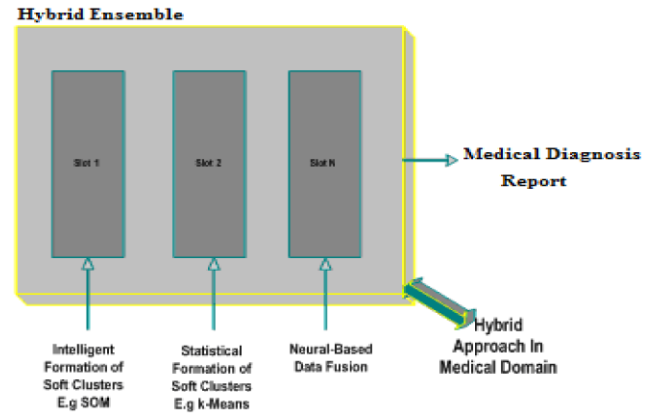 Hybrid Ensemble
Slot 1
Slot 2
Slot N
Medical Diagnosis
Report
Intelligent
Formation of
Soft Clusters
E.g SOM
Statistical
Formation of
Soft Clusters
E.g k-Means
Neural-Based
Data Fusion
Hybrid
Approach In
Medical Domain